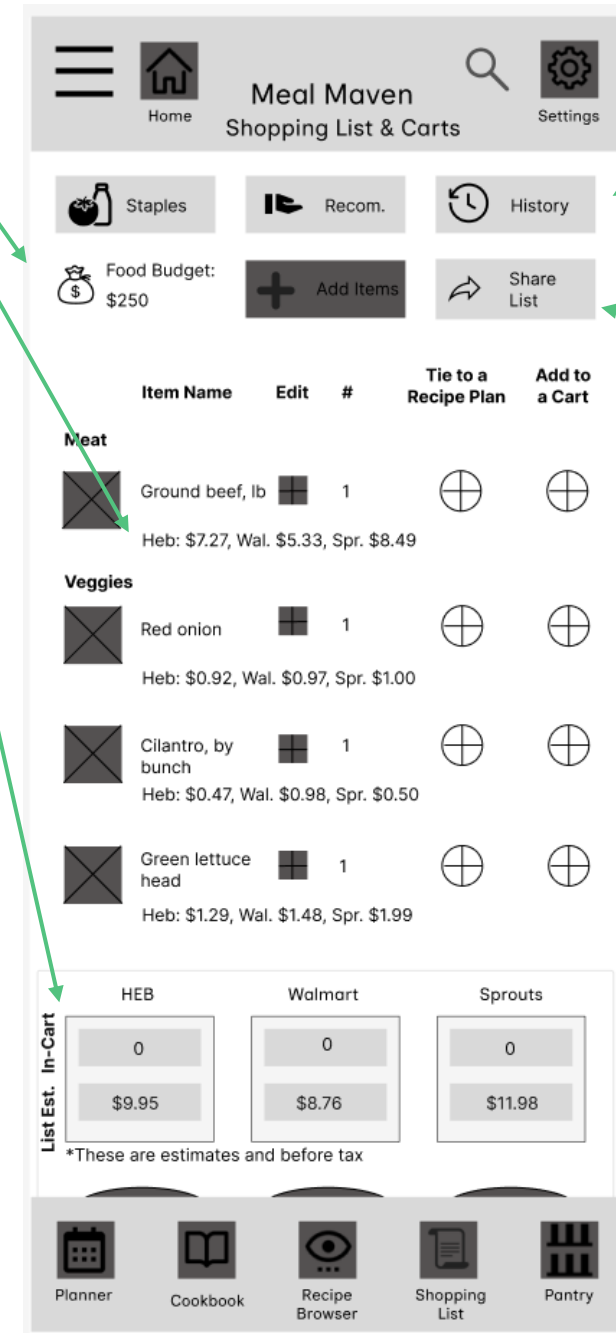 Home
Meal Maven
Shopping List & Carts
Settings
Staples
Recom.
History
Food Budget:
$250
Add Items
Share
List
Item Name
Edit
#
Tie to a
Recipe Plan
Add to
a Cart
Meat
Ground beef, lb
1
Heb: $7.27, Wal. $5.33, Spr. $8.49
Veggies
Red onion
1
Heb: $0.92, Wal. $0.97, Spr. $1.00
Cilantro, by
bunch
1
Heb: $0.47, Wal. $0.98, Spr. $0.50
Green lettuce
head
1
Heb: $1.29, Wal. $1.48, Spr. $1.99
HEB
Walmart
Sprouts
In-Cart
0
0
0
List Est.
$9.95
$8.76
$11.98
*These are estimates and before tax
Planner
Cookbook
Recipe
Browser
Shopping
List
Pantry